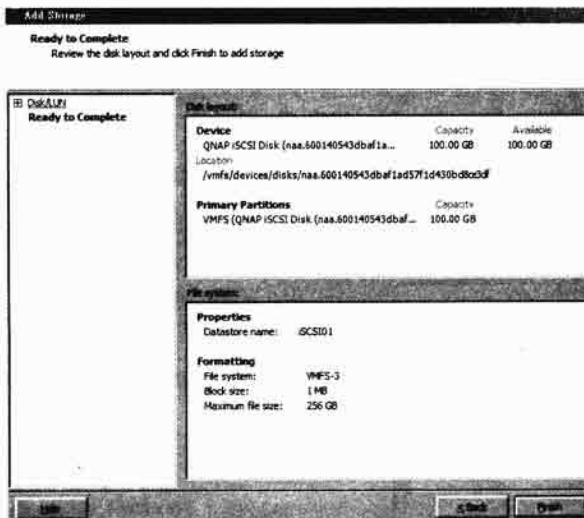 Add Storage
Ready to Complete
Review the disk layout and click Finish to add storage
Disk/LUN
Ready to Complete
Disk layout:
Device Capacity Available
QNAP iSCSI Disk (naa.600140543dbaf1a... 100.00 GB 100.00 GB
Location
/vmfs/devices/disks/naa.600140543dbaf1ad57f1d430bd8ce3df
Primary Partitions Capacity
VMFS (QNAP iSCSI Disk (naa.600140543dbaf... 100.00 GB
File system:
Properties
Datastore name: iSCSI01
Formatting
File system: VMFS-3
Block size: 1 MB
Maximum file size: 256 GB
Help
< Back
Finish